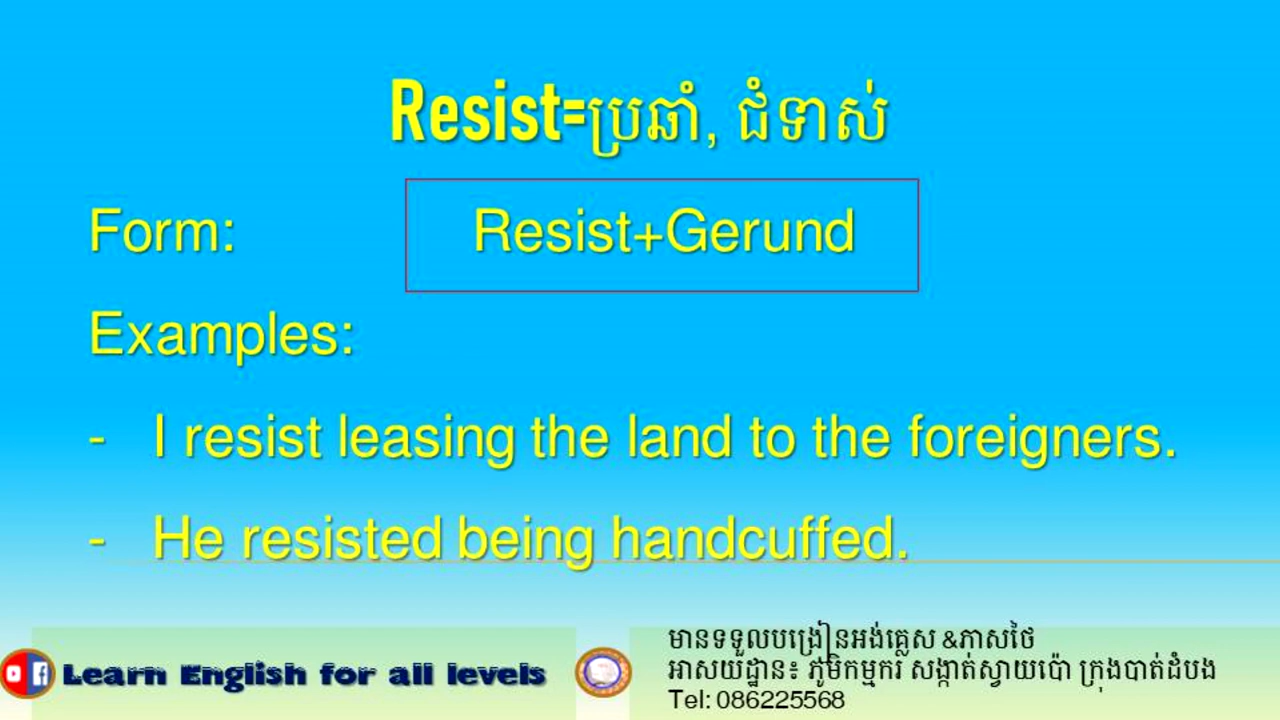 Resist=ប្រឆាំ, ជំទាស់
Form: Resist+Gerund
Examples:
- I resist leasing the land to the foreigners.
- He resisted being handcuffed.
Learn English for all levels
មានទទួលបង្រៀនអង់គ្លេស &ភាសថៃ
អាសយដ្ឋាន៖ ភូមិកម្មករ សង្កាត់ស្វាយប៉ោ ក្រុងបាត់ដំបង
Tel: 086225568